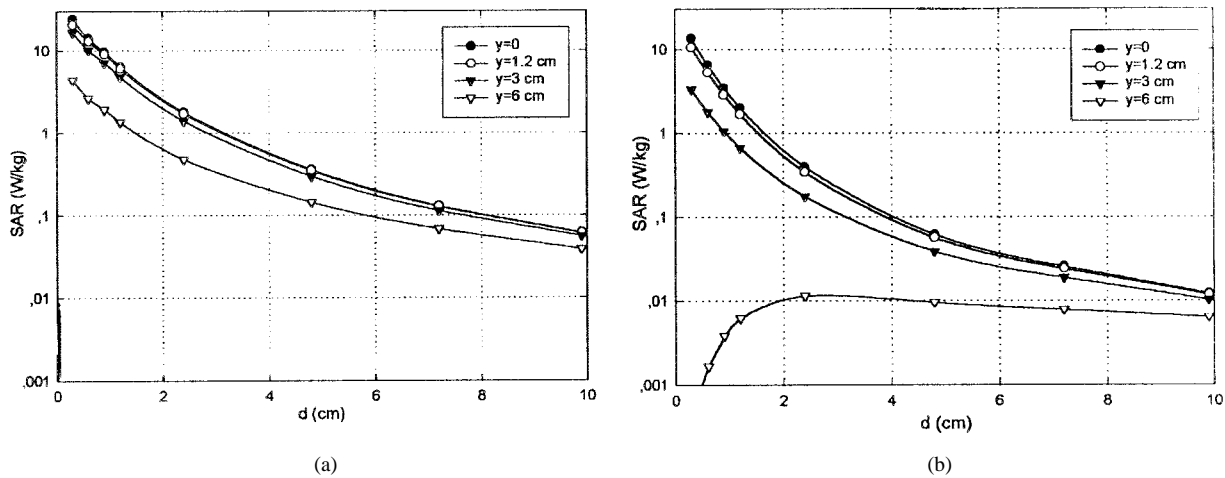 10
1
,1
,01
,001
SAR (W/kg)
0
2
4
6
8
10
d (cm)
y=0
y=1.2 cm
y=3 cm
y=6 cm
(a)
10
1
,1
,01
,001
SAR (W/kg)
0
2
4
6
8
10
d (cm)
y=0
y=1.2 cm
y=3 cm
y=6 cm
(b)